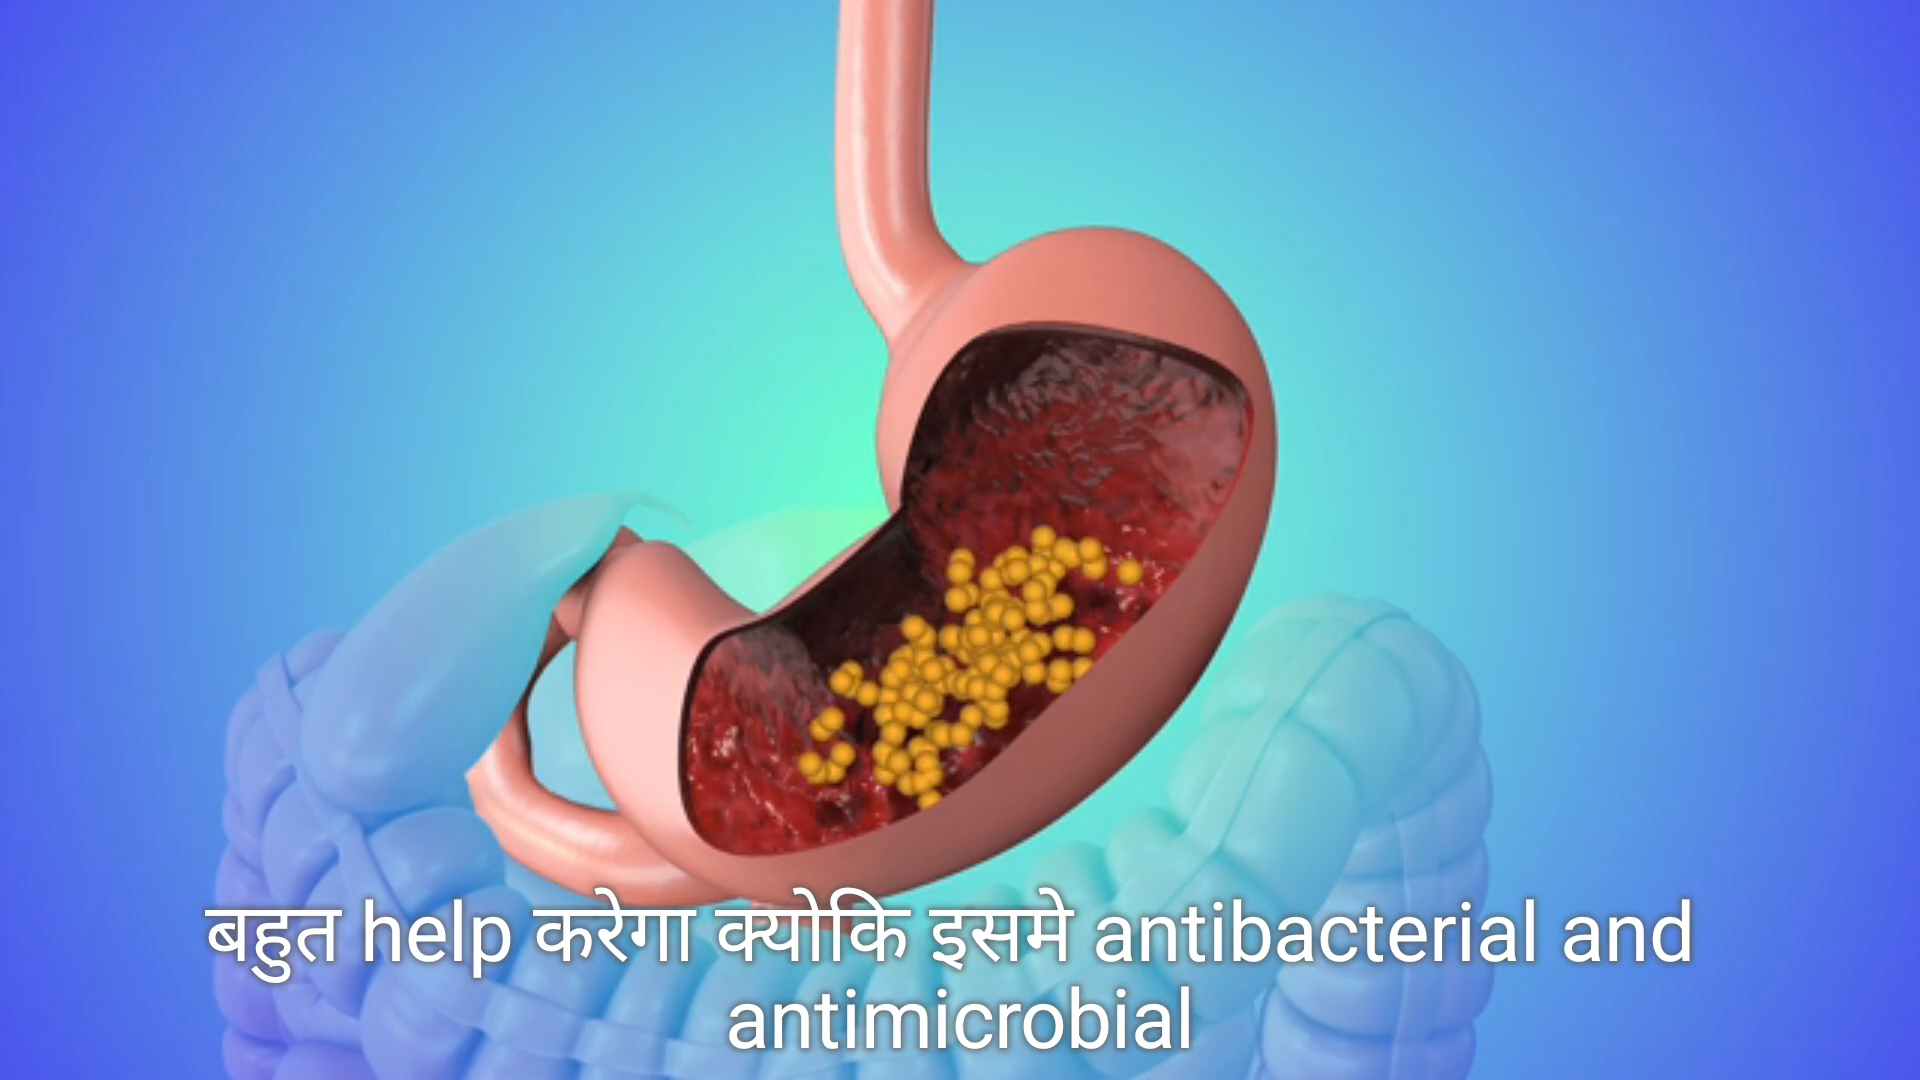 बहुत help करेगा क्योकि इसमे antibacterial and
antimicrobial